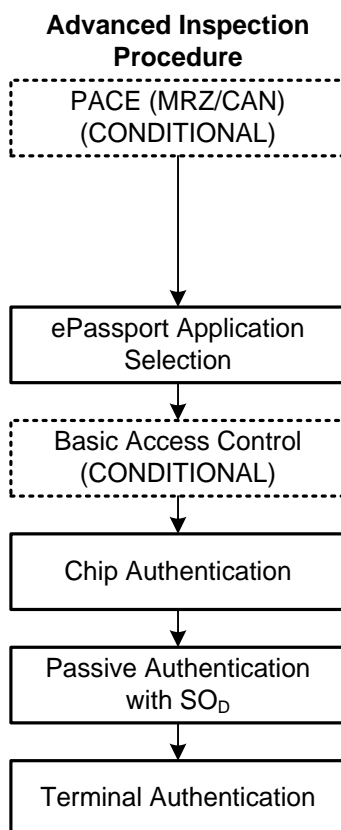 Advanced Inspection
Procedure
PACE (MRZ/CAN)
(CONDITIONAL)
ePassport Application
Selection
Basic Access Control
(CONDITIONAL)
Chip Authentication
Passive Authentication
with SOD
Terminal Authentication